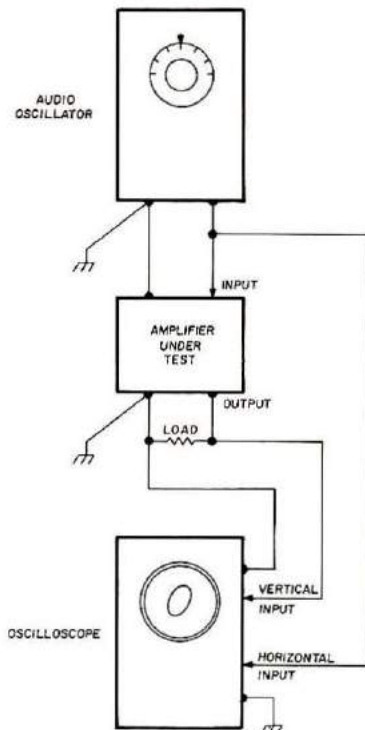 AUDIO
OSCILLATOR
INPUT
AMPLIFIER
UNDER
TEST
OUTPUT
LOAD
VERTICAL
INPUT
OSCILLOSCOPE
HORIZONTAL
INPUT